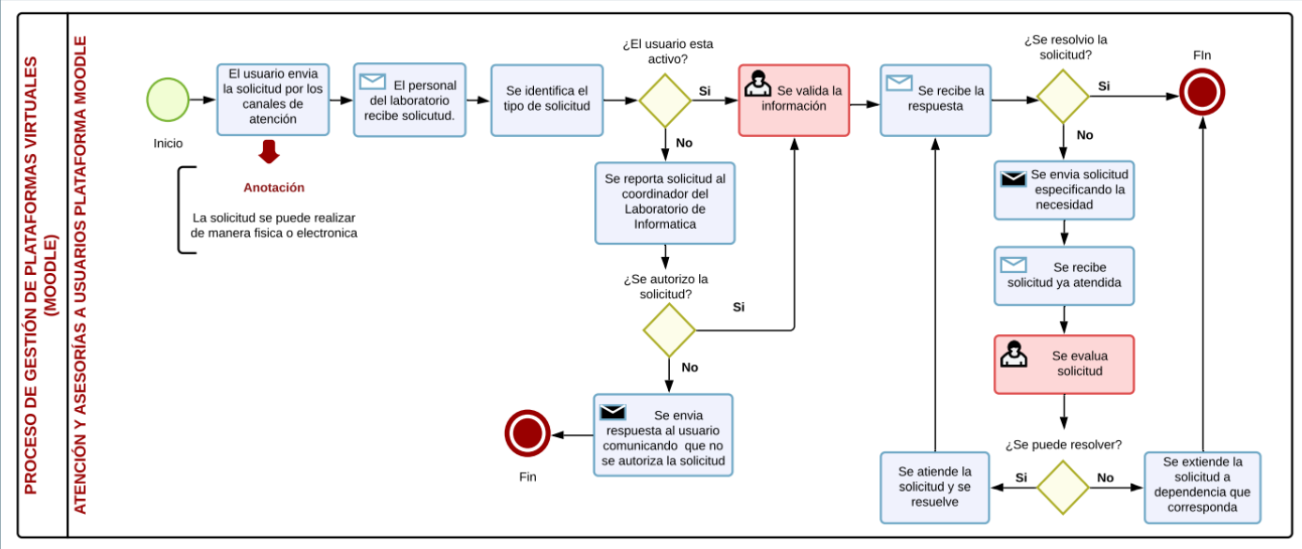 PROCESO DE GESTIÓN DE PLATAFORMAS VIRTUALES
(MOODLE)
ATENCIÓN Y ASESORÍAS A USUARIOS PLATAFORMA MOODLE
Inicio
El usuario envia
la solicitud por los
canales de
atención
Anotación
La solicitud se puede realizar
de manera fisica o electronica
El personal
del laboratorio
recibe solicutud.
Se identifica el
tipo de solicitud
¿El usuario esta
activo?
Si
No
Se reporta solicitud al
coordinador del
Laboratorio de
Informatica
¿Se autorizo la
solicitud?
Si
No
Se envia
respuesta al usuario
comunicando que no
se autoriza la solicitud
Fin
Se valida la
información
Se recibe la
respuesta
¿Se resolvio la
solicitud?
Si
FIn
No
Se envia solicitud
especificando la
necesidad
Se recibe
solicitud ya atendida
Se evalua
solicitud
¿Se puede resolver?
Si
No
Se atiende la
solicitud y se
resuelve
Se extiende la
solicitud a
dependencia que
corresponda